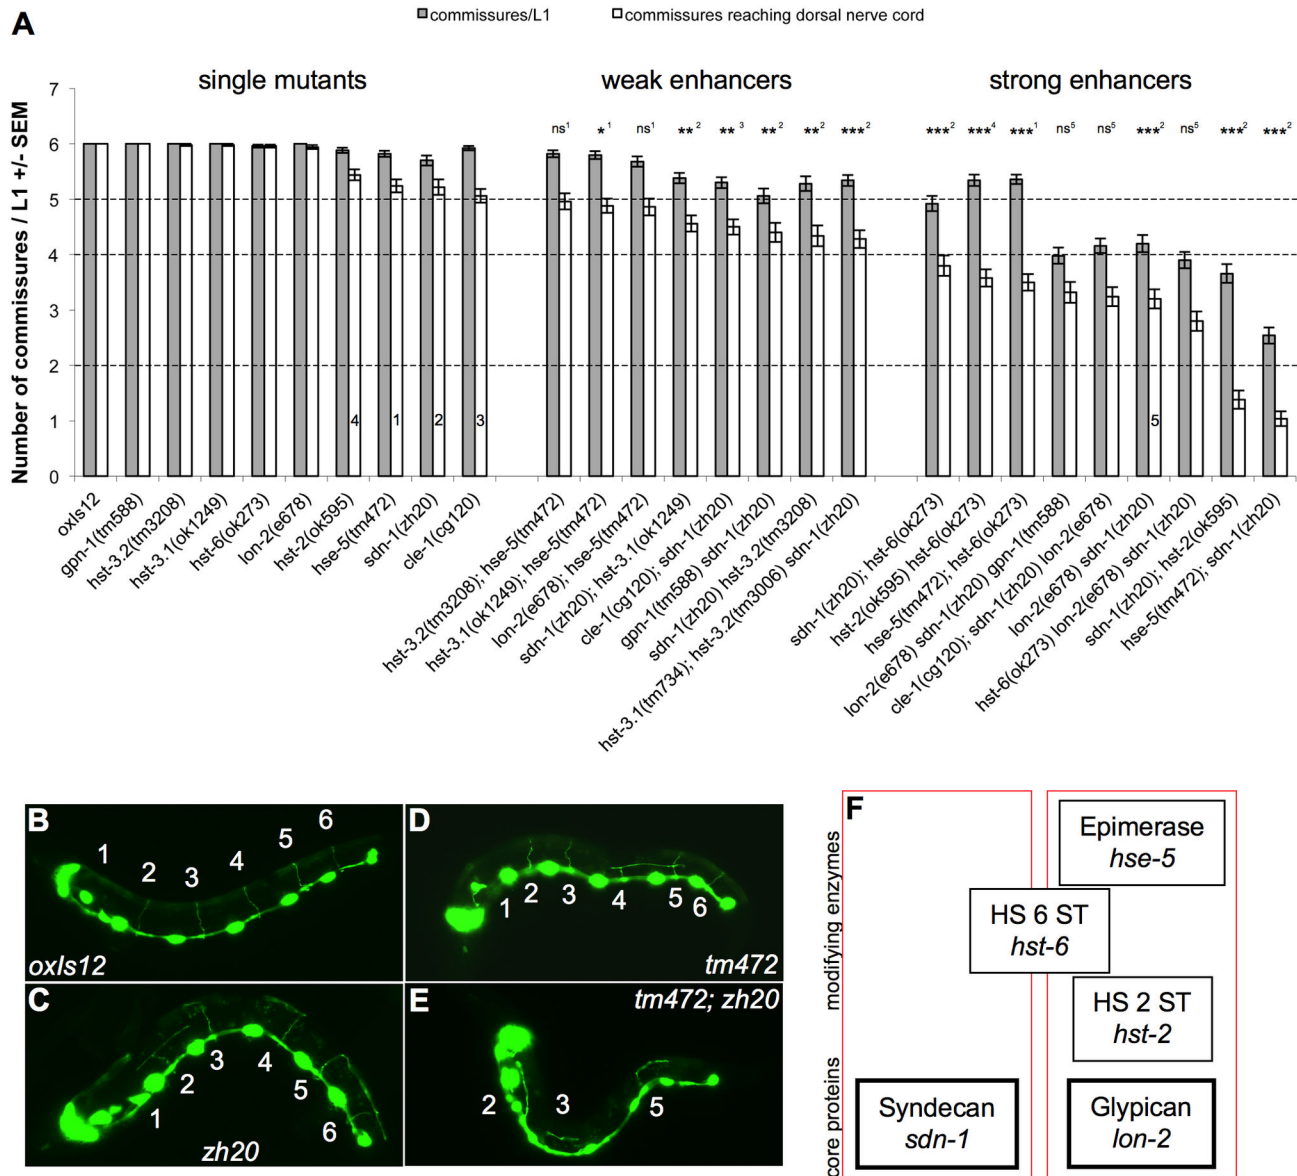 A
commissures/L1
commissures reaching dorsal nerve cord
single mutants
weak enhancers
strong enhancers
Number of commissures / L1 +/- SEM
7
6
5
4
3
2
1
0
ns1
*1
ns1
**2
**3
**2
**2
***2
***2
***4
***1
ns5
ns5
***2
ns5
***2
***2
4
1
2
3
5
oxIs12
gpn-1(tm588)
hst-3.2(tm3208)
hst-3.1(ok1249)
hst-6(ok273)
lon-2(e678)
hst-2(ok595)
hse-5(tm472)
sdn-1(zh20)
cle-1(cg120)
hst-3.2(tm3208); hse-5(tm472)
hst-3.1(ok1249); hse-5(tm472)
lon-2(e678); hse-5(tm472)
sdn-1(zh20); hst-3.1(ok1249)
cle-1(cg120); sdn-1(zh20)
gpn-1(tm588) sdn-1(zh20)
sdn-1(zh20) hst-3.2(tm3208)
hst-3.1(tm734); hst-3.2(tm3006) sdn-1(zh20)
sdn-1(zh20); hst-6(ok273)
hst-2(ok595) hst-6(ok273)
hse-5(tm472); hst-6(ok273)
lon-2(e678) sdn-1(zh20) gpn-1(tm588)
cle-1(cg120); sdn-1(zh20) lon-2(e678)
lon-2(e678) sdn-1(zh20)
hst-6(ok273) lon-2(e678) sdn-1(zh20)
sdn-1(zh20); hst-2(ok595)
hse-5(tm472); sdn-1(zh20)
B
1
2
3
4
5
6
oxIs12
D
1
2
3
4
5
6
tm472
C
1
2
3
4
5
6
zh20
E
tm472; zh20
2
3
5
F
modifying enzymes
core proteins
Epimerase
hse-5
HS 6 ST
hst-6
HS 2 ST
hst-2
Syndecan
sdn-1
Glypican
lon-2